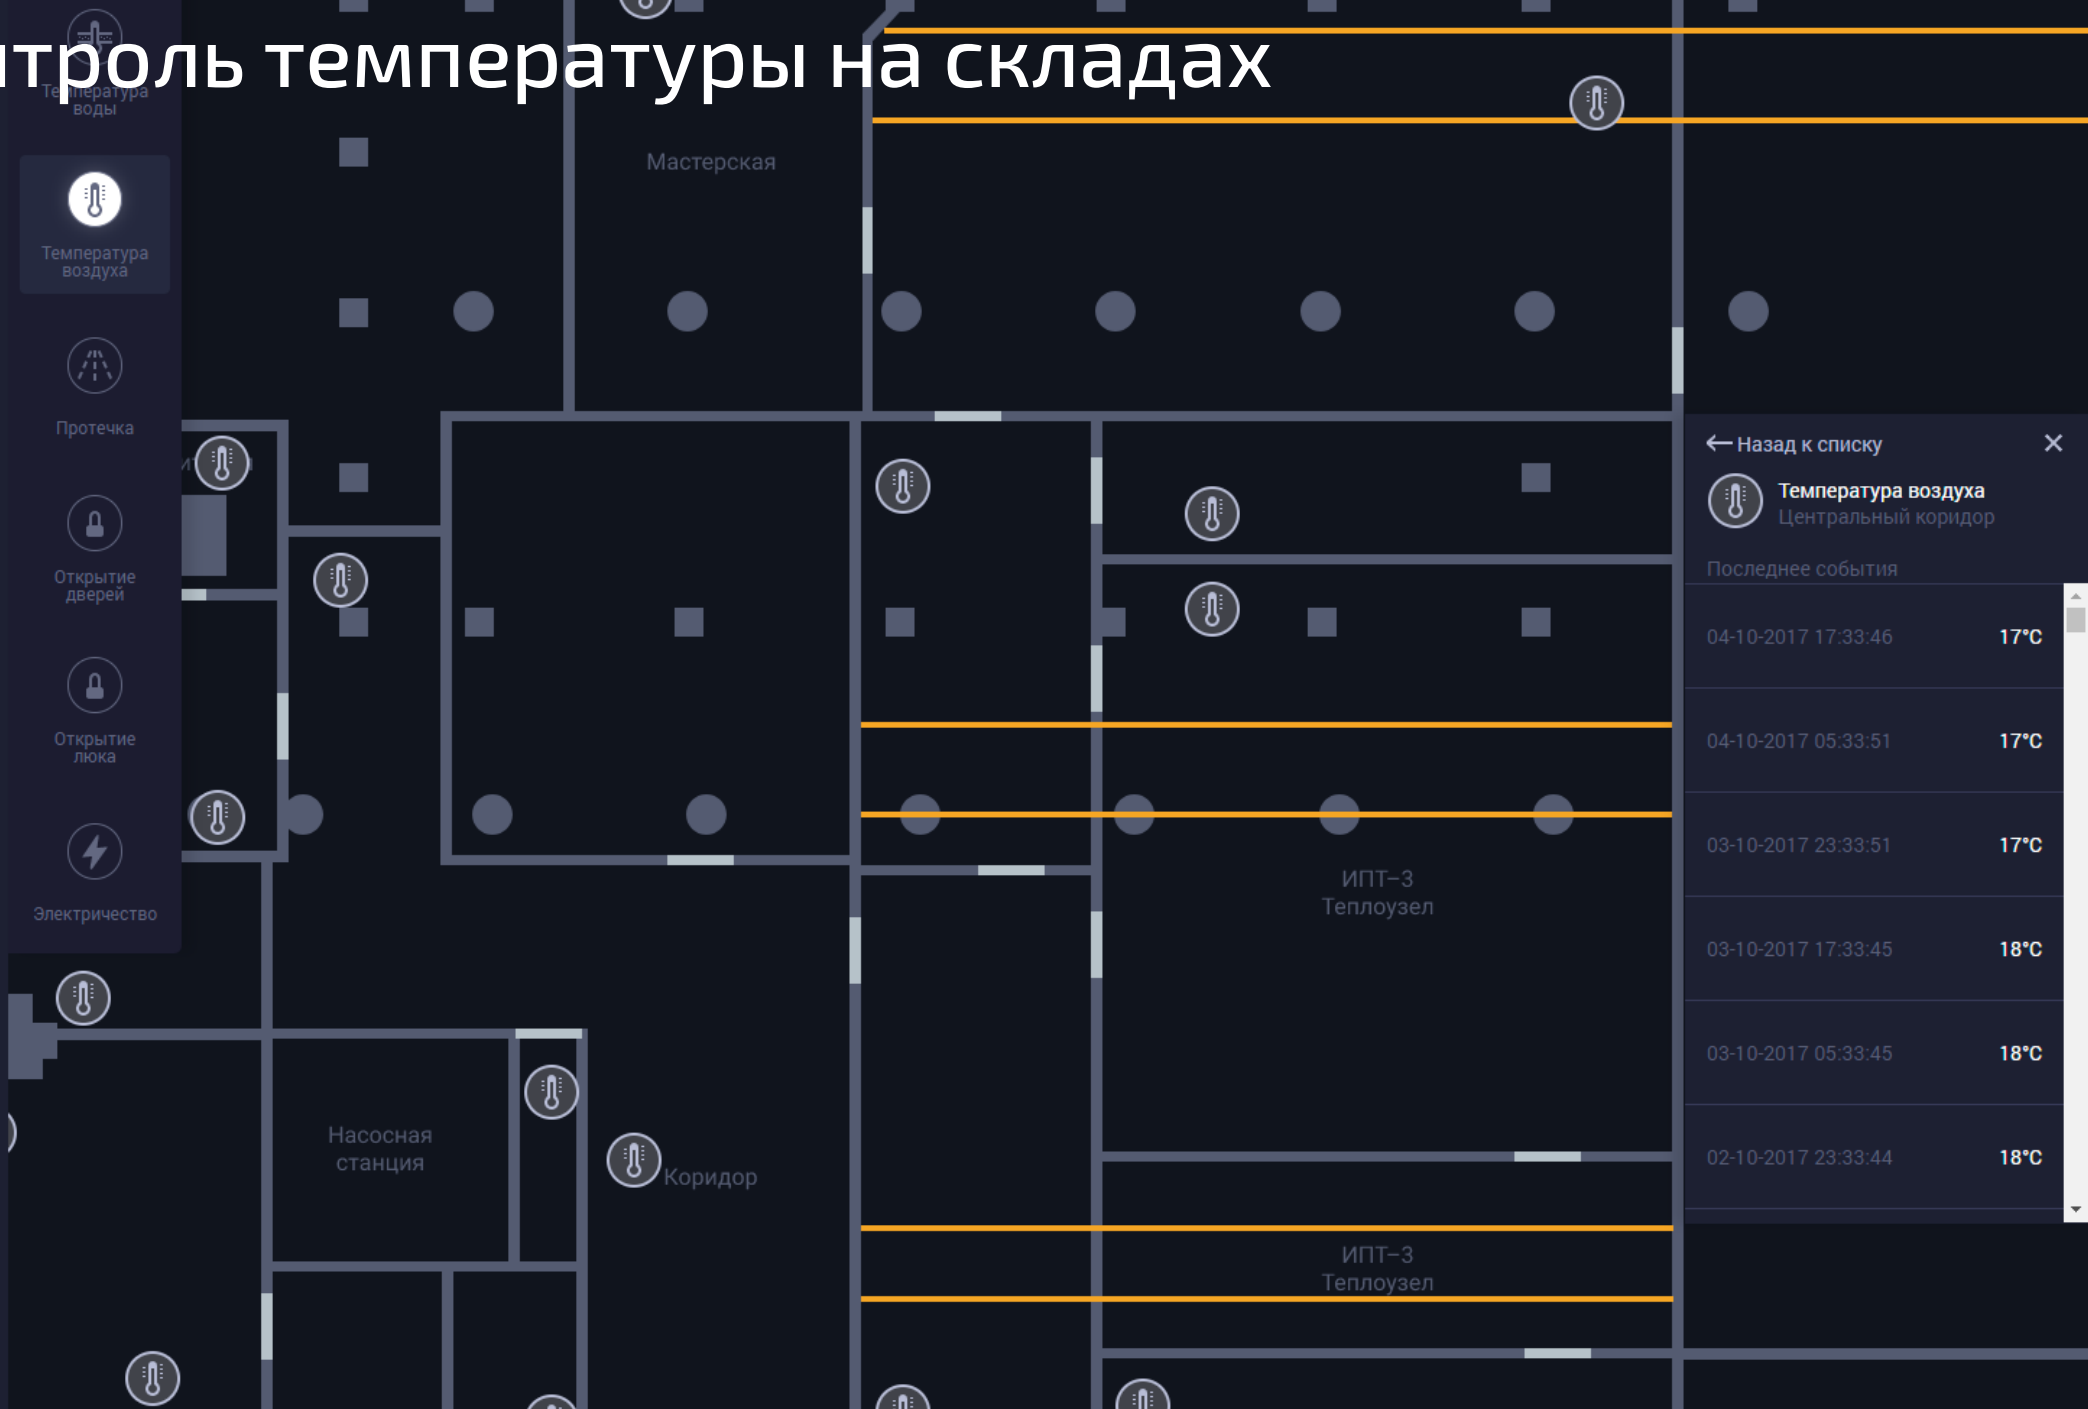 нтроль температуры на складах
Температура
воды
Температура
воздуха
Протечка
Открытие
дверей
Открытие
люка
Электричество
Мастерская
ИПТ–3
Теплоузел
Насосная
станция
Коридор
ИПТ–3
Теплоузел
Назад к списку
Температура воздуха
Центральный коридор
Последнее события
04-10-2017 17:33:46 17°C
04-10-2017 05:33:51 17°C
03-10-2017 23:33:51 17°C
03-10-2017 17:33:45 18°C
03-10-2017 05:33:45 18°C
02-10-2017 23:33:44 18°C